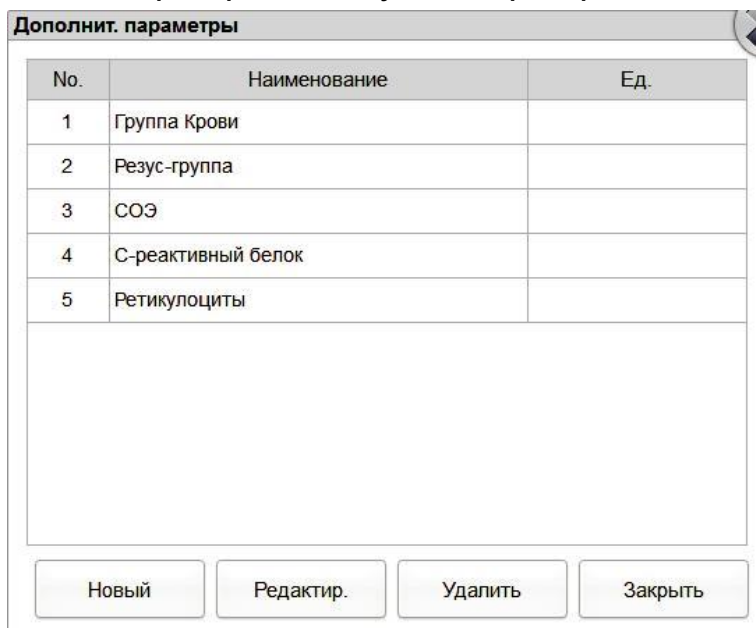 Дополнит. параметры
No. Наименование Ед.
1 Группа Крови
2 Резус-группа
3 СОЭ
4 С-реактивный белок
5 Ретикулоциты
Новый Редактир. Удалить Закрыть